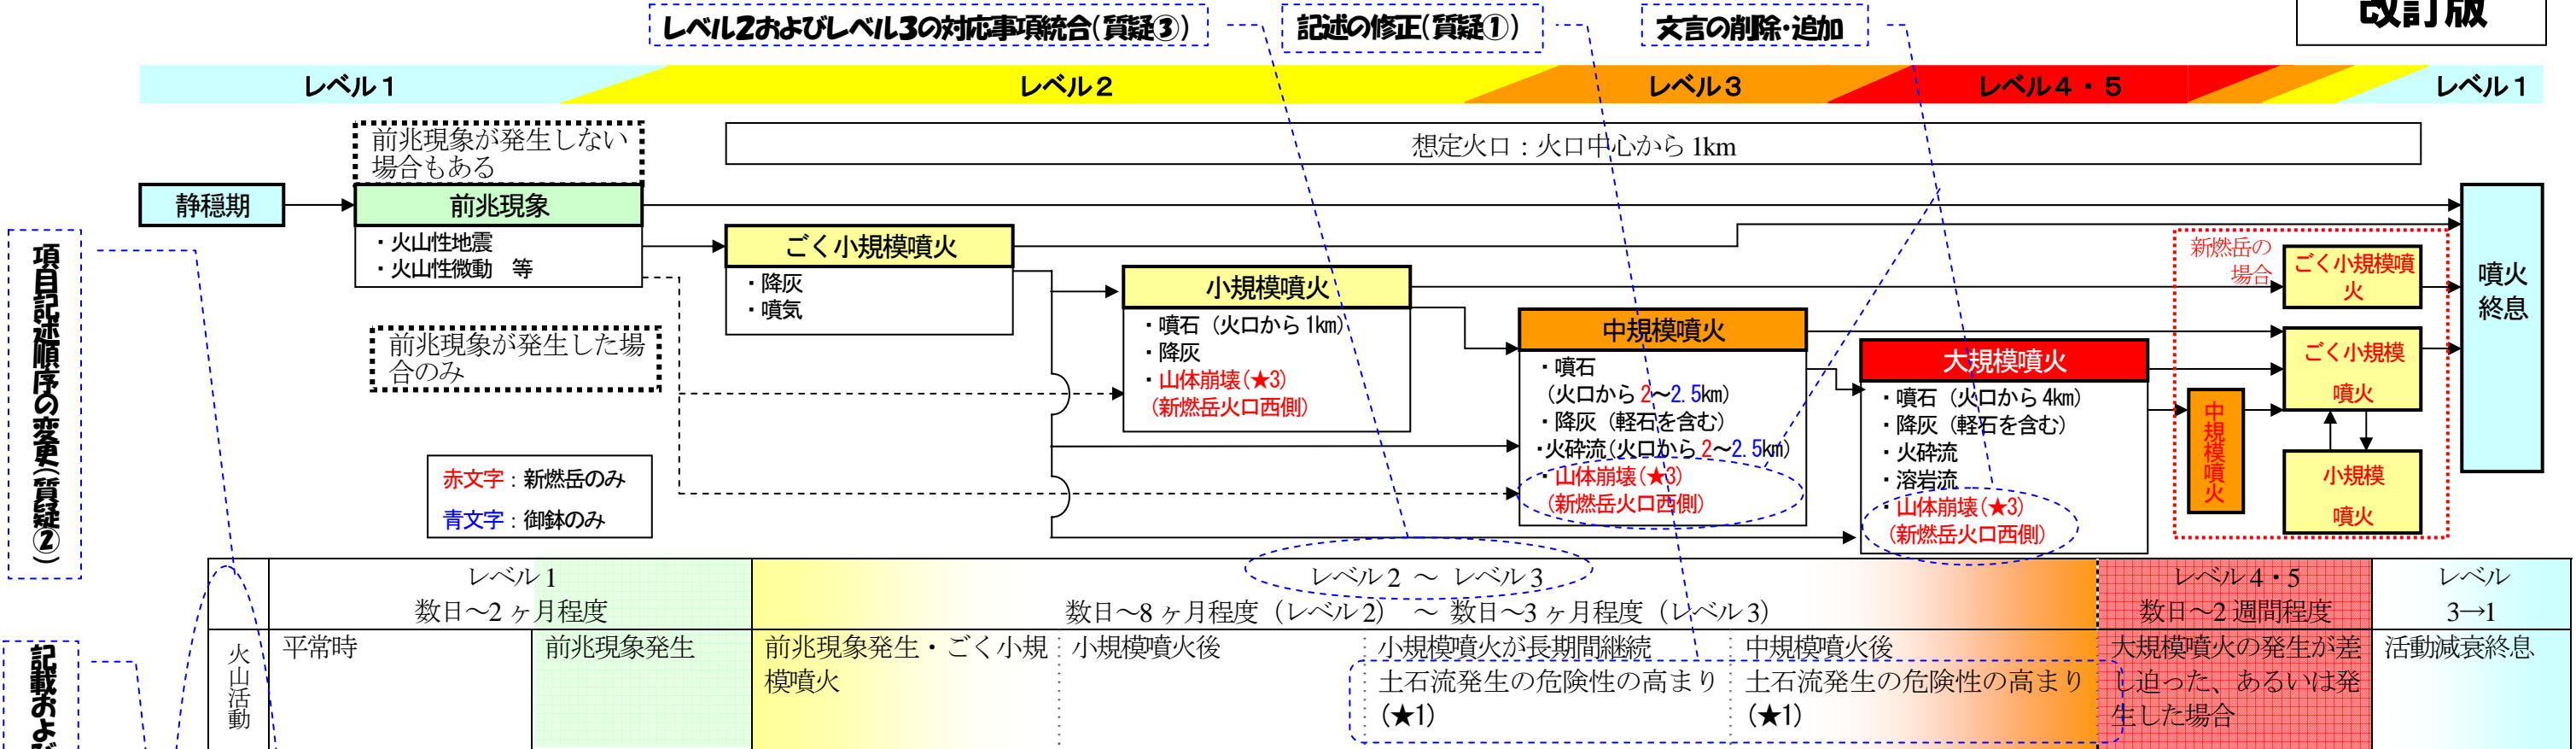 改訂版
レベル2およびレベル3の対応事項統合(質疑③)
記述の修正(質疑①)
文言の削除・追加
レベル1
レベル2
レベル3
レベル4・5
レベル1
前兆現象が発生しない
場合もある
想定火口：火口中心から 1km
静穏期
前兆現象
・火山性地震
・火山性微動　等
ごく小規模噴火
・降灰
・噴気
小規模噴火
・噴石（火口から 1km）
・降灰
・山体崩壊(★3)
(新燃岳火口西側)
中規模噴火
・噴石
(火口から 2～2.5km)
・降灰（軽石を含む）
・火砕流(火口から 2～2.5km)
・山体崩壊(★3)
(新燃岳火口西側)
大規模噴火
・噴石（火口から 4km）
・降灰（軽石を含む）
・火砕流
・溶岩流
・山体崩壊(★3)
(新燃岳火口西側)
新燃岳の
場合
ごく小規模噴
火
ごく小規模
噴火
中規模噴火
小規模
噴火
噴火
終息
前兆現象が発生した場
合のみ
赤文字：新燃岳のみ
青文字：御鉢のみ
項目記述順序の変更(質疑②)
記載およ
レベル 1
数日～2 ヶ月程度
レベル 2 ～ レベル 3
数日～8 ヶ月程度（レベル 2） ～ 数日～3 ヶ月程度（レベル 3）
レベル 4・5
数日～2 週間程度
レベル
3→1
火山活動
平常時
前兆現象発生
前兆現象発生・ごく小規
模噴火
小規模噴火後
小規模噴火が長期間継続
土石流発生の危険性の高まり
(★1)
中規模噴火後
土石流発生の危険性の高まり
(★1)
大規模噴火の発生が差
し迫った、あるいは発
生した場合
活動減衰終息